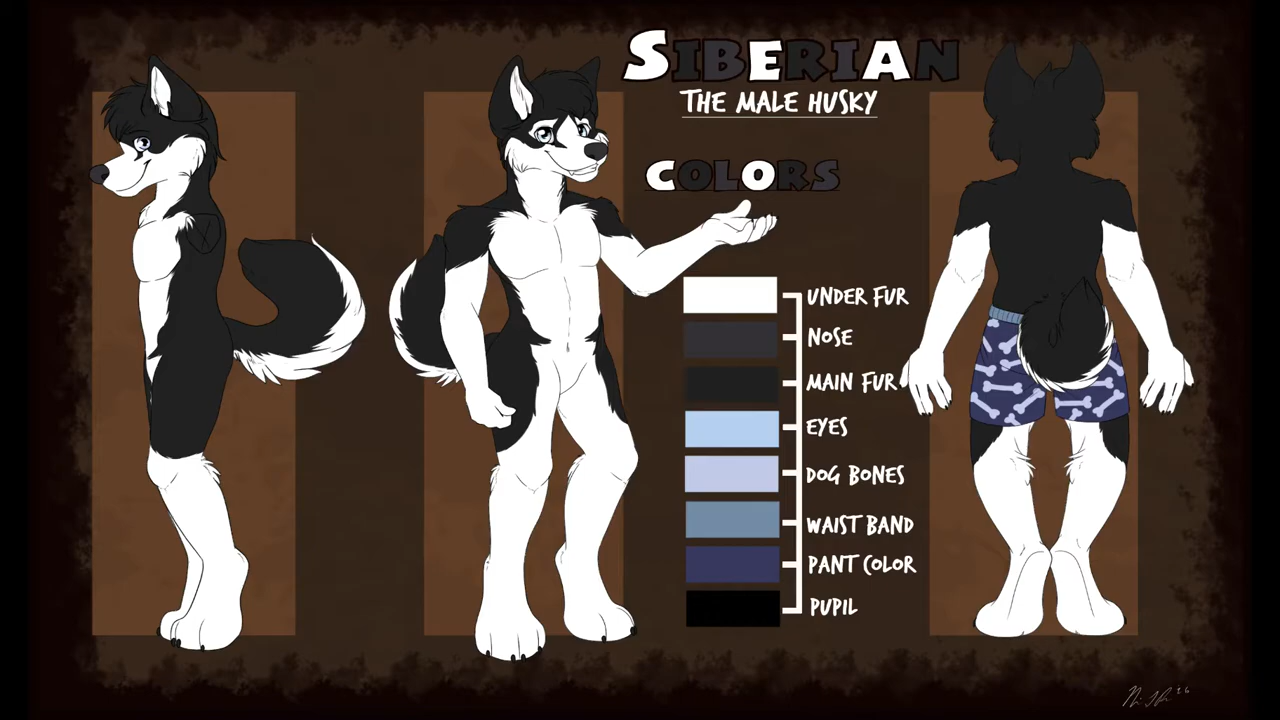 SIBERIAN
THE MALE HUSKY
COLORS
UNDER FUR
NOSE
MAIN FUR
EYES
DOG BONES
WAIST BAND
PANT COLOR
PUPIL